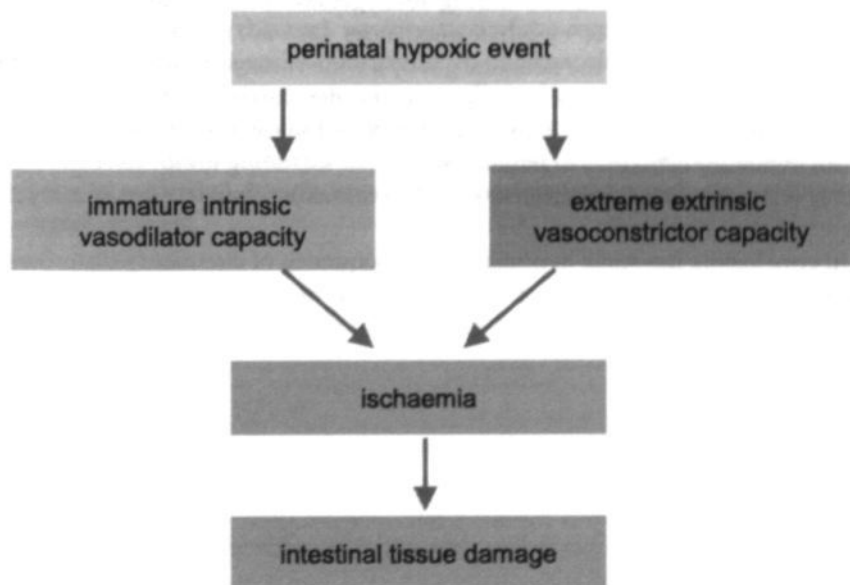 perinatal hypoxic event
immature intrinsic
vasodilator capacity
extreme extrinsic
vasoconstrictor capacity
ischaemia
intestinal tissue damage